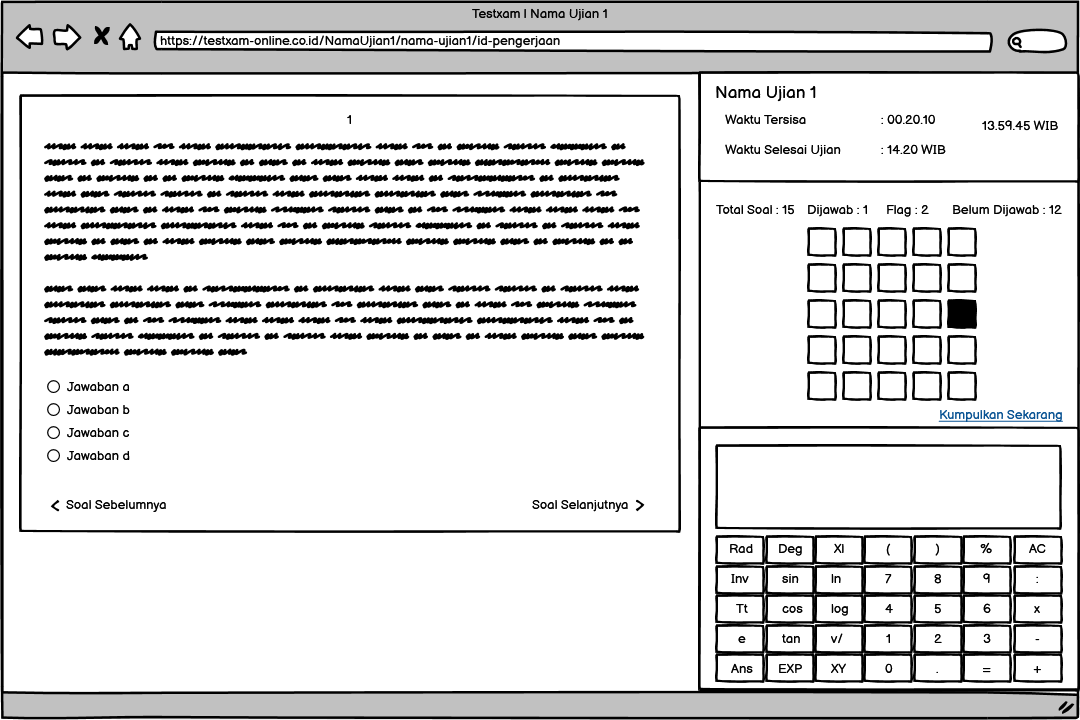 Testxam | Nama Ujian 1
https://testxam-online.co.id/NamaUjian1/nama-ujian1/id-pengerjaan
1
Jawaban a
Jawaban b
Jawaban c
Jawaban d
Soal Sebelumnya Soal Selanjutnya
Nama Ujian 1
Waktu Tersisa : 00.20.10 13.59.45 WIB
Waktu Selesai Ujian : 14.20 WIB
Total Soal : 15 Dijawab : 1 Flag : 2 Belum Dijawab : 12
Kumpulkan Sekarang
Rad Deg XI ( ) % AC
Inv sin ln 7 8 9 :
Tt cos log 4 5 6 x
e tan v/ 1 2 3 -
Ans EXP XY 0 . = +